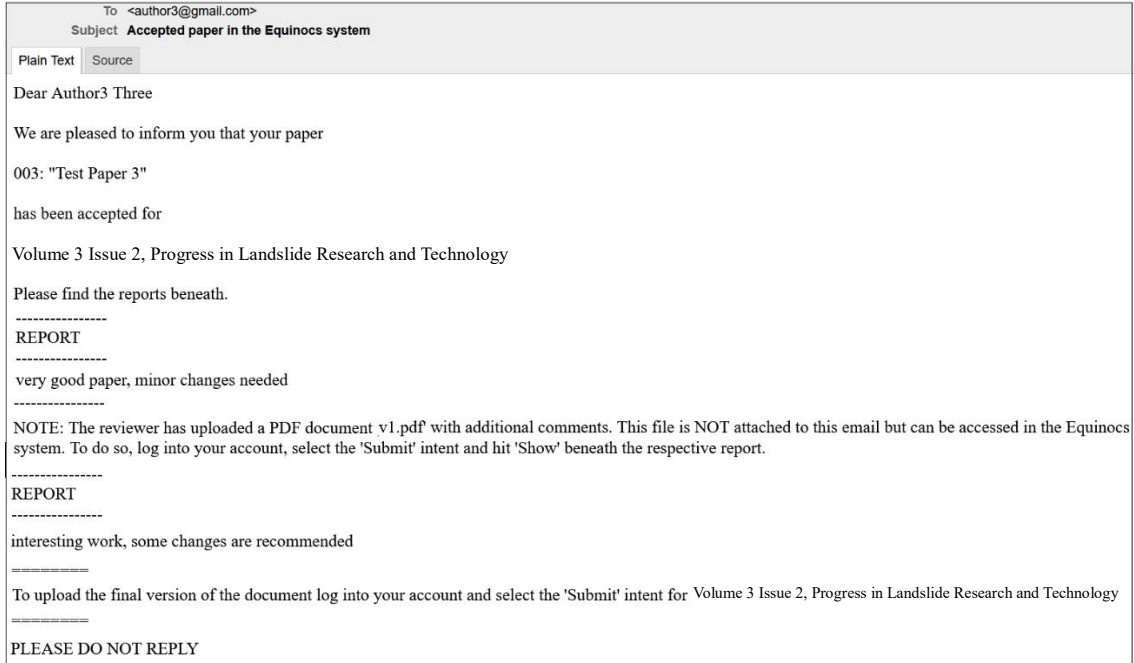 To <author3@gmail.com>
Subject Accepted paper in the Equinocs system
Plain Text Source
Dear Author3 Three
We are pleased to inform you that your paper
003: "Test Paper 3"
has been accepted for
Volume 3 Issue 2, Progress in Landslide Research and Technology
Please find the reports beneath.
----------------
REPORT
----------------
very good paper, minor changes needed
----------------
NOTE: The reviewer has uploaded a PDF document v1.pdf' with additional comments. This file is NOT attached to this email but can be accessed in the Equinocs
system. To do so, log into your account, select the 'Submit' intent and hit 'Show' beneath the respective report.
----------------
REPORT
----------------
interesting work, some changes are recommended
========
To upload the final version of the document log into your account and select the 'Submit' intent for Volume 3 Issue 2, Progress in Landslide Research and Technology
========
PLEASE DO NOT REPLY